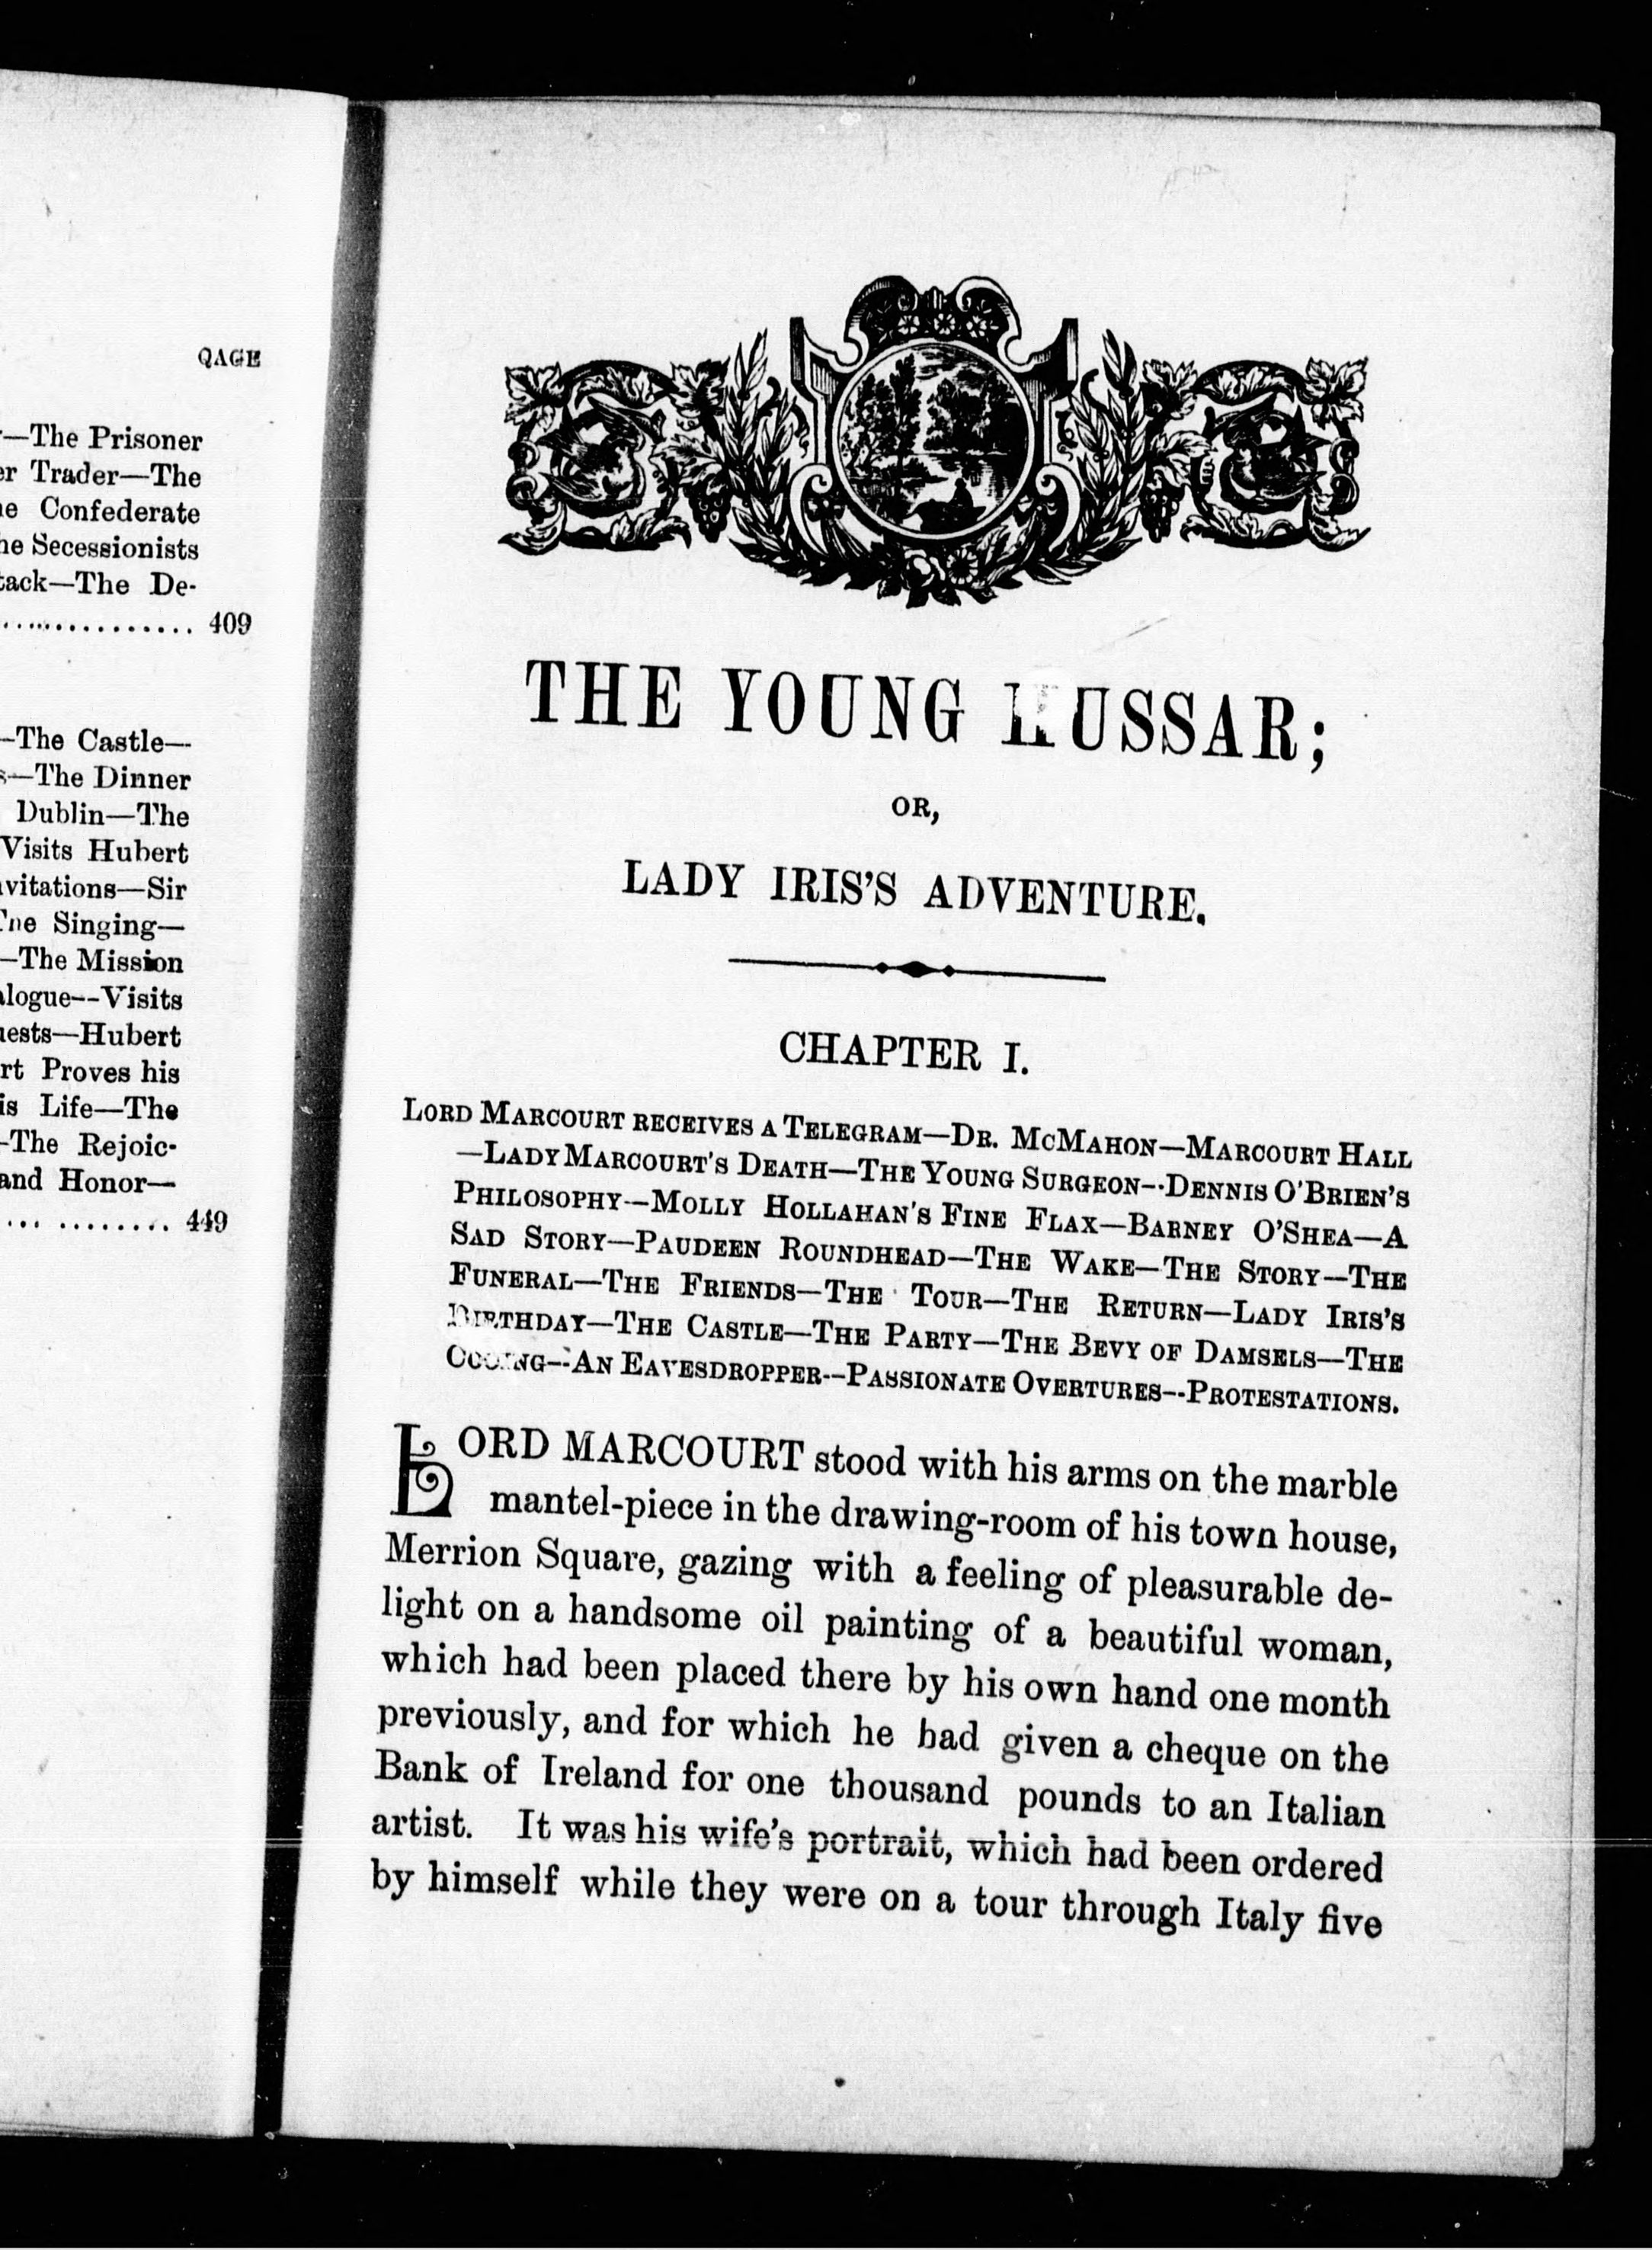 QAGE
—The Prisoner
er Trader—The
Confederate
Secessionists
—The De-
409
—The Castle—
—The Dinner
Dublin—The
Visits Hubert
—Sir
Singing—
—The Mission
--Visits
—Hubert
Proves his
Life—The
—The Rejoic-
and Honor—
449
THE YOUNG HUSSAR;
OR,
LADY IRIS'S ADVENTURE.
CHAPTER I.
LORD MARCOURT RECEIVES A TELEGRAM—DR. MCMAHON—MARCOURT HALL
—LADY MARCOURT'S DEATH—THE YOUNG SURGEON--DENNIS O'BRIEN'S
PHILOSOPHY—MOLLY HOLLAHAN'S FINE FLAX—BARNEY O'SHEA—A
SAD STORY—PAUDEEN ROUNDHEAD—THE WAKE—THE STORY—THE
FUNERAL—THE FRIENDS—THE TOUR—THE RETURN—LADY IRIS'S
BIRTHDAY—THE CASTLE—THE PARTY—THE BEVY OF DAMSELS—THE
COOING--AN EAVESDROPPER--PASSIONATE OVERTURES--PROTESTATIONS.
LORD MARCOURT stood with his arms on the marble
mantel-piece in the drawing-room of his town house,
Merrion Square, gazing with a feeling of pleasurable de-
light on a handsome oil painting of a beautiful woman,
which had been placed there by his own hand one month
previously, and for which he had given a cheque on the
Bank of Ireland for one thousand pounds to an Italian
artist. It was his wife's portrait, which had been ordered
by himself while they were on a tour through Italy five